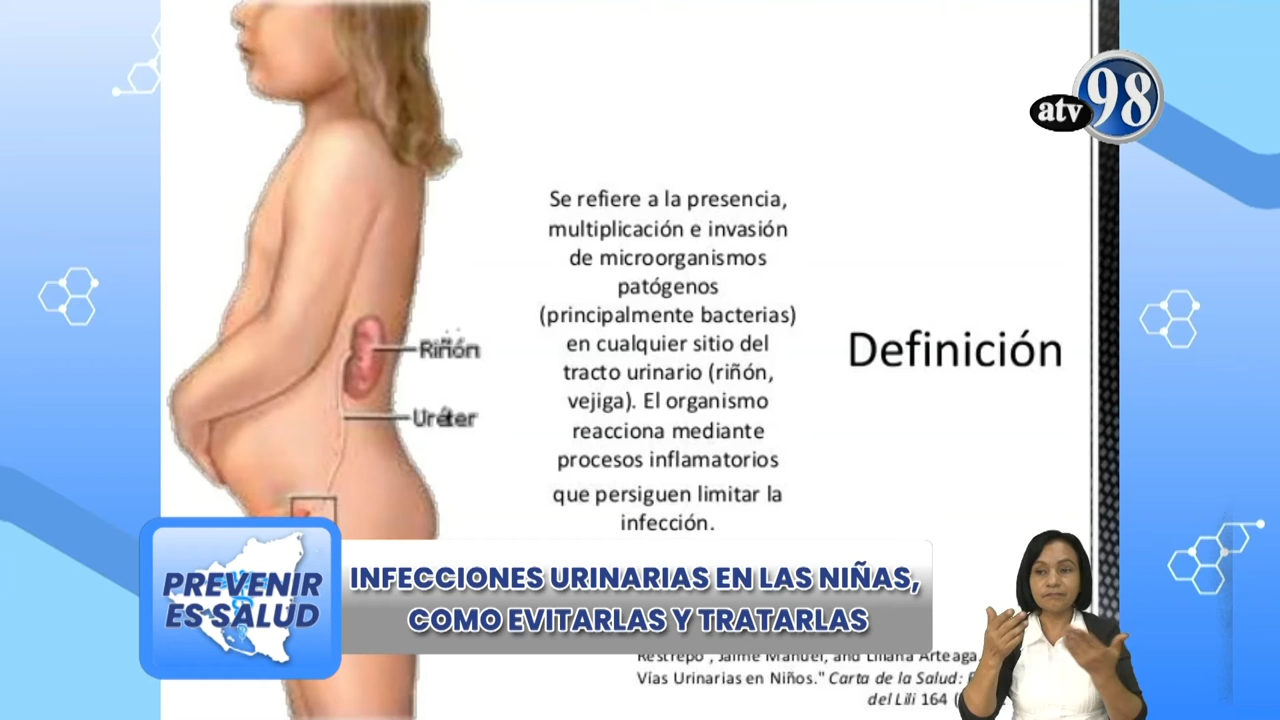 atv 98
Se refiere a la presencia,
multiplicación e invasión
de microorganismos
patógenos
(principalmente bacterias)
en cualquier sitio del
tracto urinario (riñón,
vejiga). El organismo
reacciona mediante
procesos inflamatorios
que persiguen limitar la
infección.
Definición
Riñón
Uréter
PREVENIR
ES SALUD
INFECCIONES URINARIAS EN LAS NIÑAS,
COMO EVITARLAS Y TRATARLAS
Restrepo , Jaime Manuel, and Liliana Arteaga.
Vías Urinarias en Niños." Carta de la Salud:
del Lili 164 (